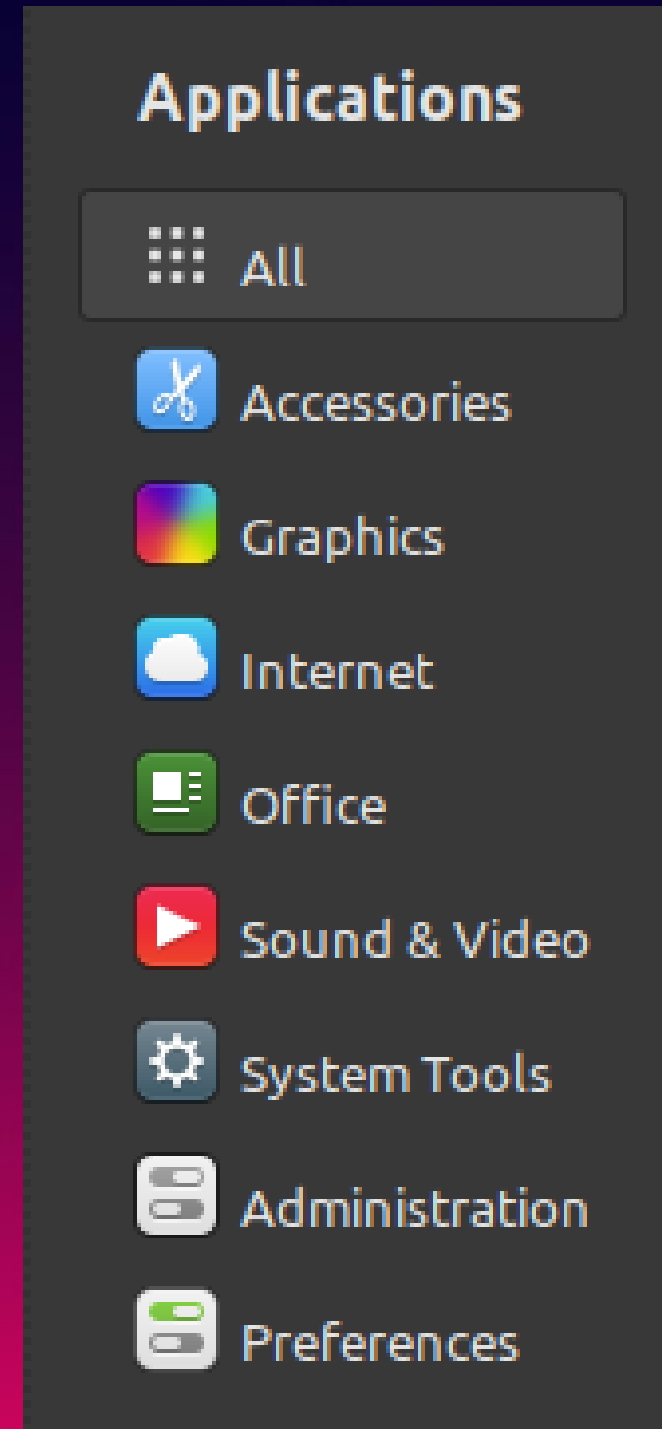 Applications
All
Accessories
Graphics
Internet
Office
Sound & Video
System Tools
Administration
Preferences